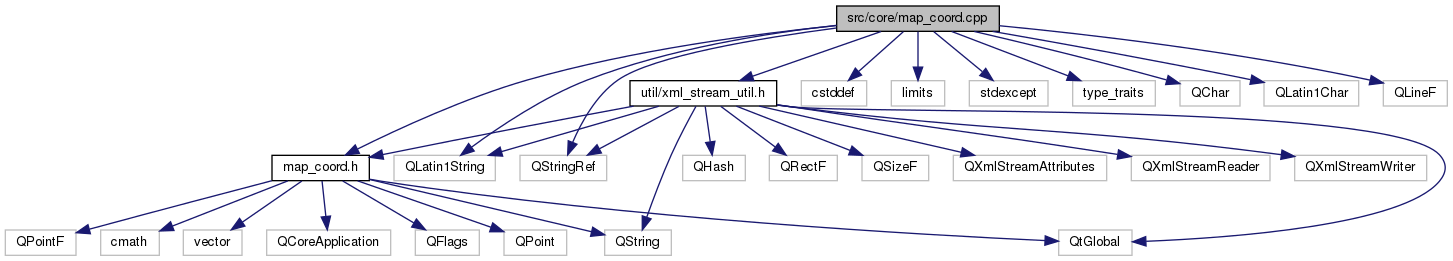 src/core/map_coord.cpp
util/xml_stream_util.h
cstddef
limits
stdexcept
type_traits
QChar
QLatin1Char
QLineF
map_coord.h
QLatin1String
QStringRef
QHash
QRectF
QSizeF
QXmlStreamAttributes
QXmlStreamReader
QXmlStreamWriter
QPointF
cmath
vector
QCoreApplication
QFlags
QPoint
QString
QtGlobal